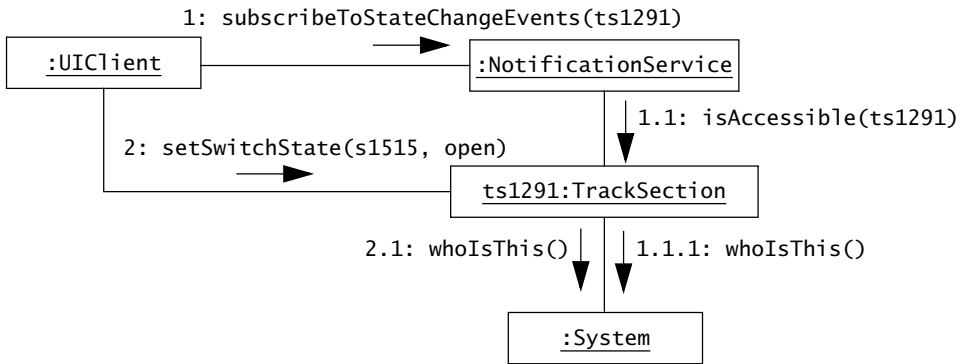 1: subscribeToStateChangeEvents(ts1291)
:UIClient
:NotificationService
1.1: isAccessible(ts1291)
2: setSwitchState(s1515, open)
ts1291:TrackSection
2.1: whoIsThis()
1.1.1: whoIsThis()
:System